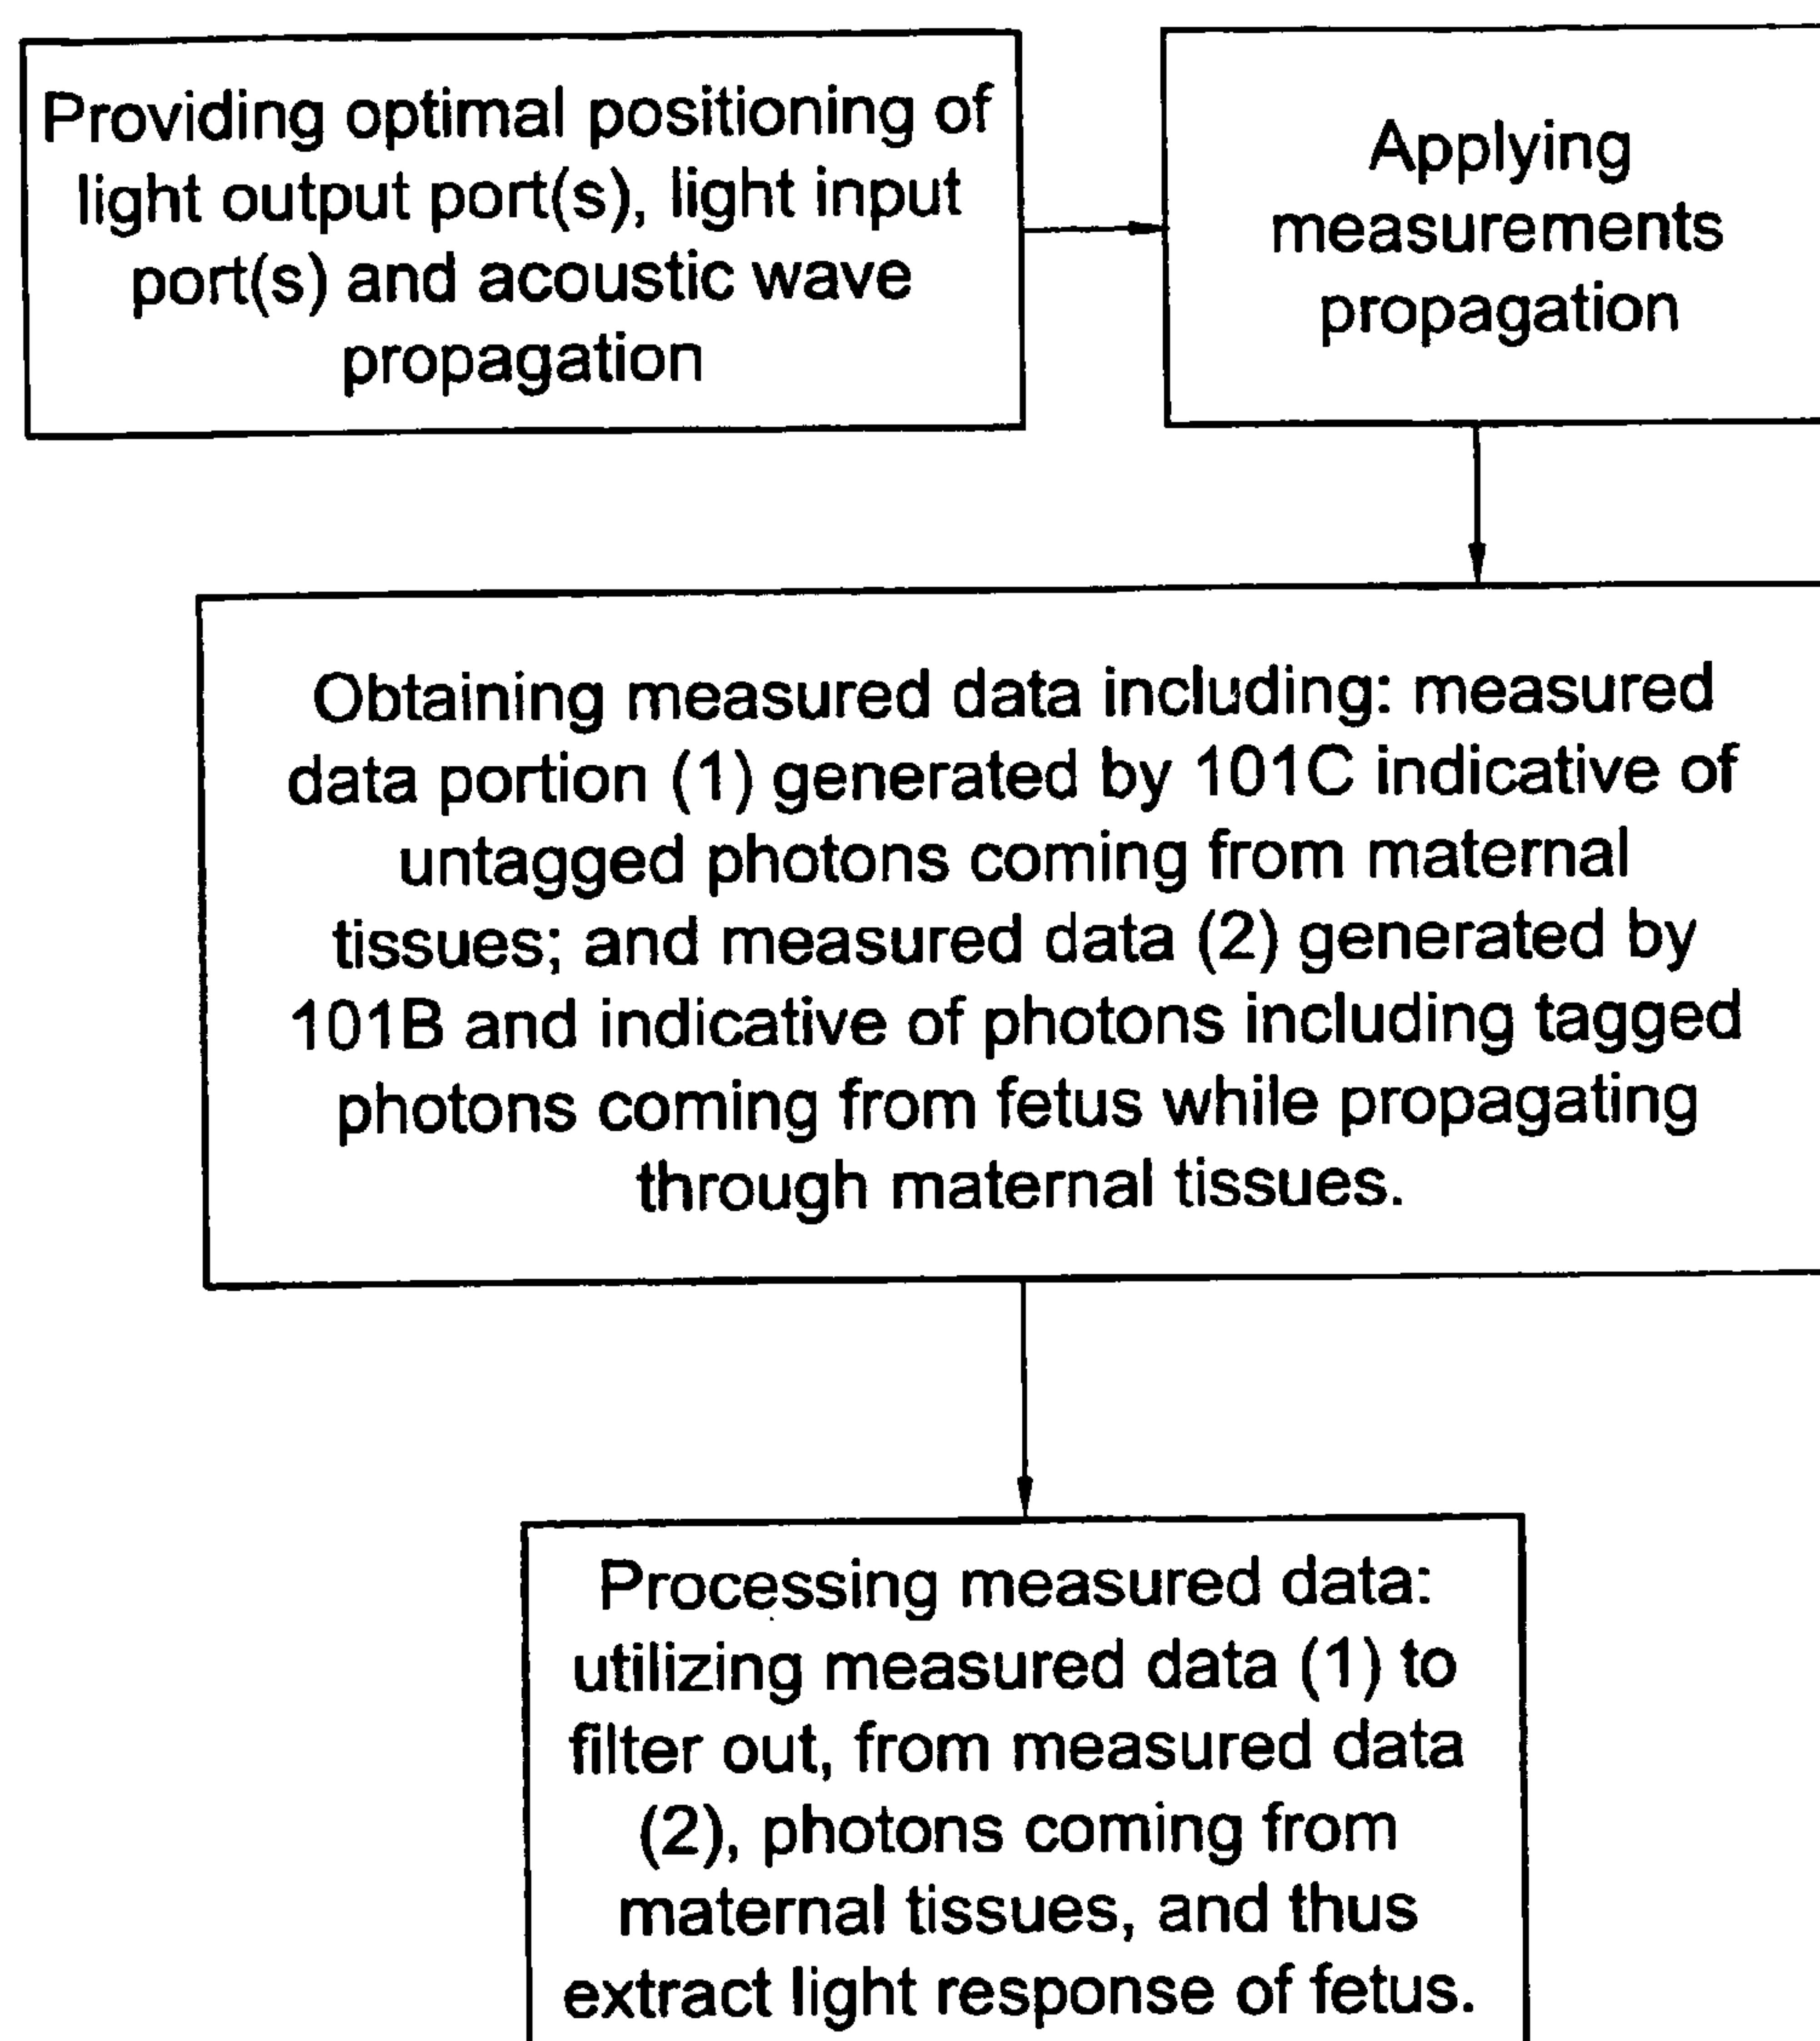 Providing optimal positioning of
light output port(s), light input
port(s) and acoustic wave
propagation
Applying
measurements
propagation
Obtaining measured data including: measured
data portion (1) generated by 101C indicative of
untagged photons coming from maternal
tissues; and measured data (2) generated by
101B and indicative of photons including tagged
photons coming from fetus while propagating
through maternal tissues.
Processing measured data:
utilizing measured data (1) to
filter out, from measured data
(2), photons coming from
maternal tissues, and thus
extract light response of fetus.